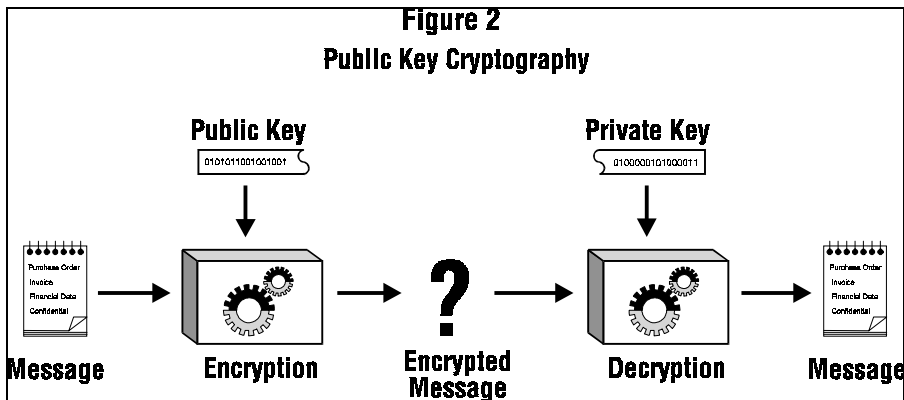 Figure 2
Public Key Cryptography
Public Key
0101011001001001
Private Key
0100000101000011
Purchase Order
Invoice
Financial Data
Confidential
Message
Encryption
?
Encrypted
Message
Decryption
Purchase Order
Invoice
Financial Data
Confidential
Message